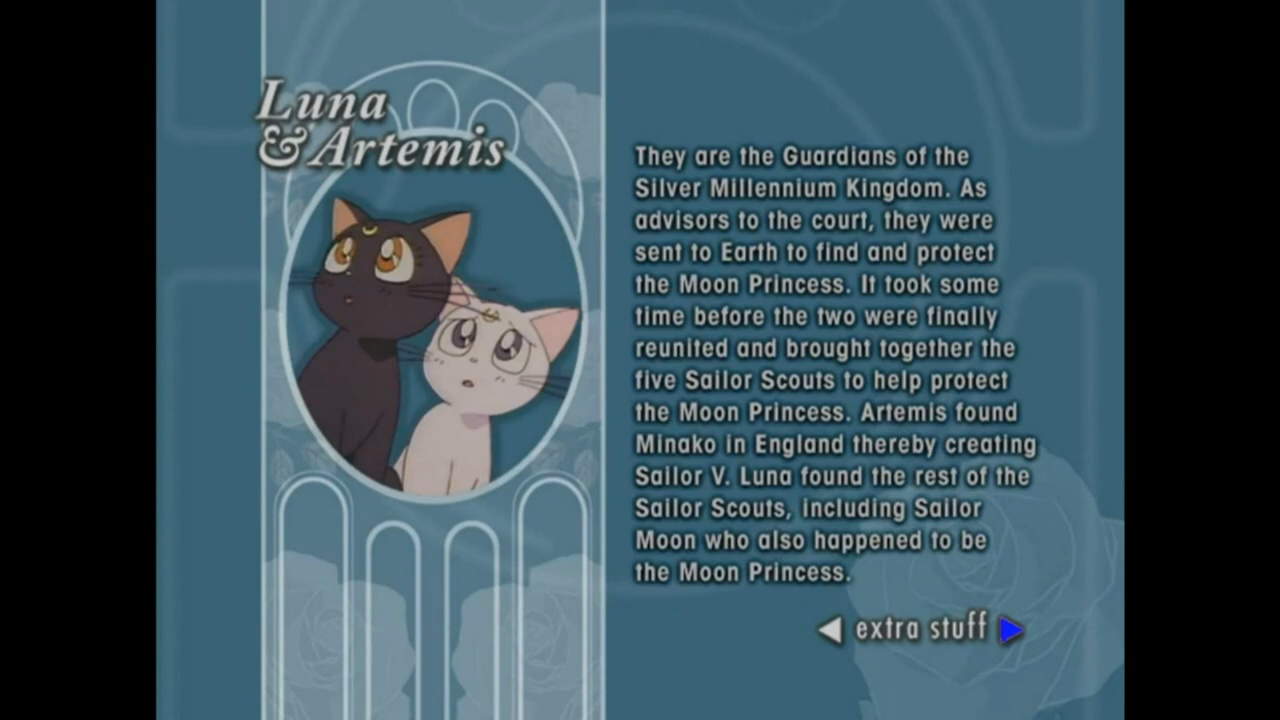 Luna
& Artemis
They are the Guardians of the
Silver Millennium Kingdom. As
advisors to the court, they were
sent to Earth to find and protect
the Moon Princess. It took some
time before the two were finally
reunited and brought together the
five Sailor Scouts to help protect
the Moon Princess. Artemis found
Minako in England thereby creating
Sailor V. Luna found the rest of the
Sailor Scouts, including Sailor
Moon who also happened to be
the Moon Princess.
extra stuff